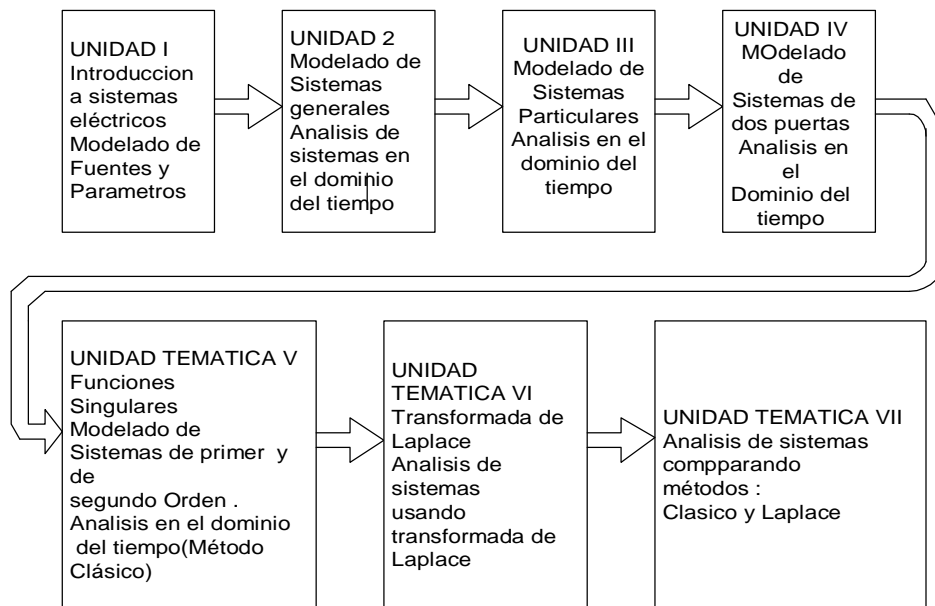 UNIDAD I
Introduccion
a sistemas
eléctricos
Modelado de
Fuentes y
Parametros
UNIDAD 2
Modelado de
Sistemas
generales
Analisis de
sistemas en
el dominio
del tiempo
UNIDAD III
Modelado de
Sistemas
Particulares
Analisis en el
dominio del
tiempo
UNIDAD IV
MOdelado
de
Sistemas de
dos puertas
Analisis en
el
Dominio del
tiempo
UNIDAD TEMATICA V
Funciones
Singulares
Modelado de
Sistemas de primer y
de
segundo Orden .
Analisis en el dominio
del tiempo(Método
Clásico)
UNIDAD
TEMATICA VI
Transformada de
Laplace
Analisis de
sistemas
usando
transformada de
Laplace
UNIDAD TEMATICA VII
Analisis de sistemas
compparando
métodos :
Clasico y Laplace